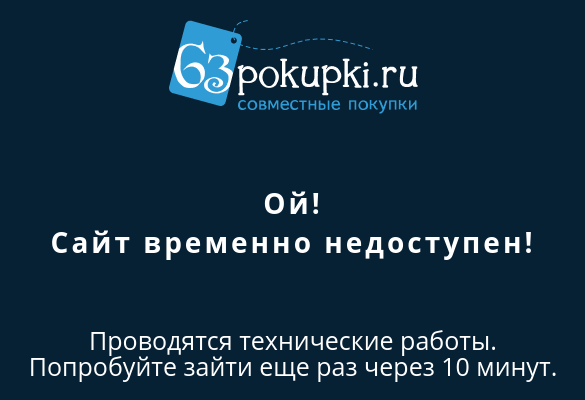 63pokupki.ru
совместные покупки
Ой!
Сайт временно недоступен!
Проводятся технические работы.
Попробуйте зайти еще раз через 10 минут.